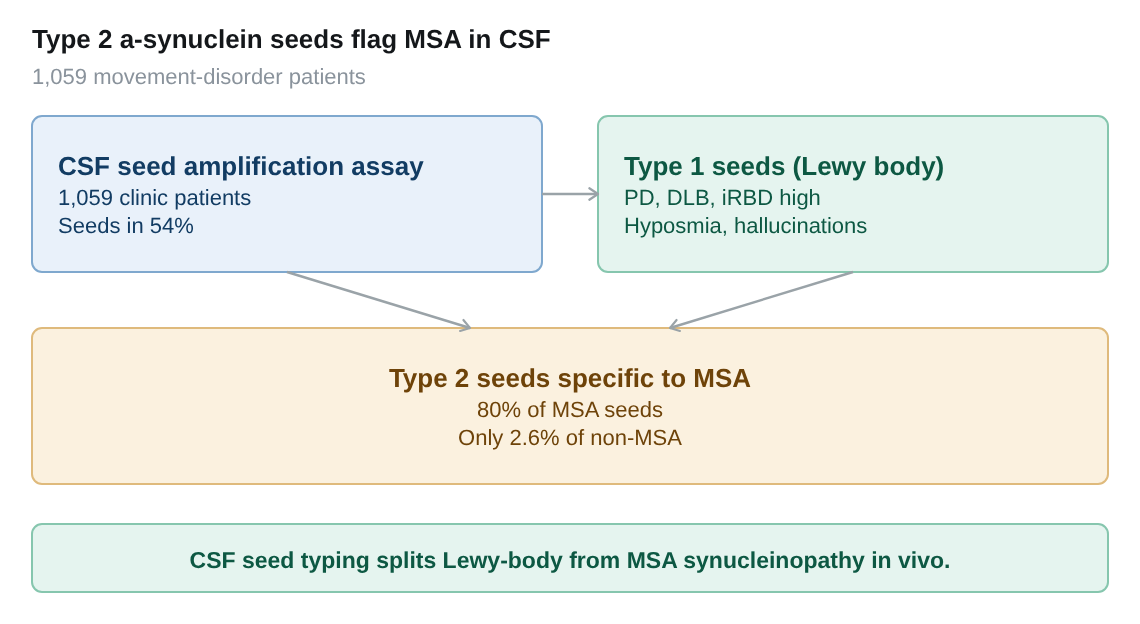 Type 2 a-synuclein seeds flag MSA in CSF
1,059 movement-disorder patients
CSF seed amplification assay
1,059 clinic patients
Seeds in 54%
Type 1 seeds (Lewy body)
PD, DLB, iRBD high
Hyposmia, hallucinations
Type 2 seeds specific to MSA
80% of MSA seeds
Only 2.6% of non-MSA
CSF seed typing splits Lewy-body from MSA synucleinopathy in vivo.